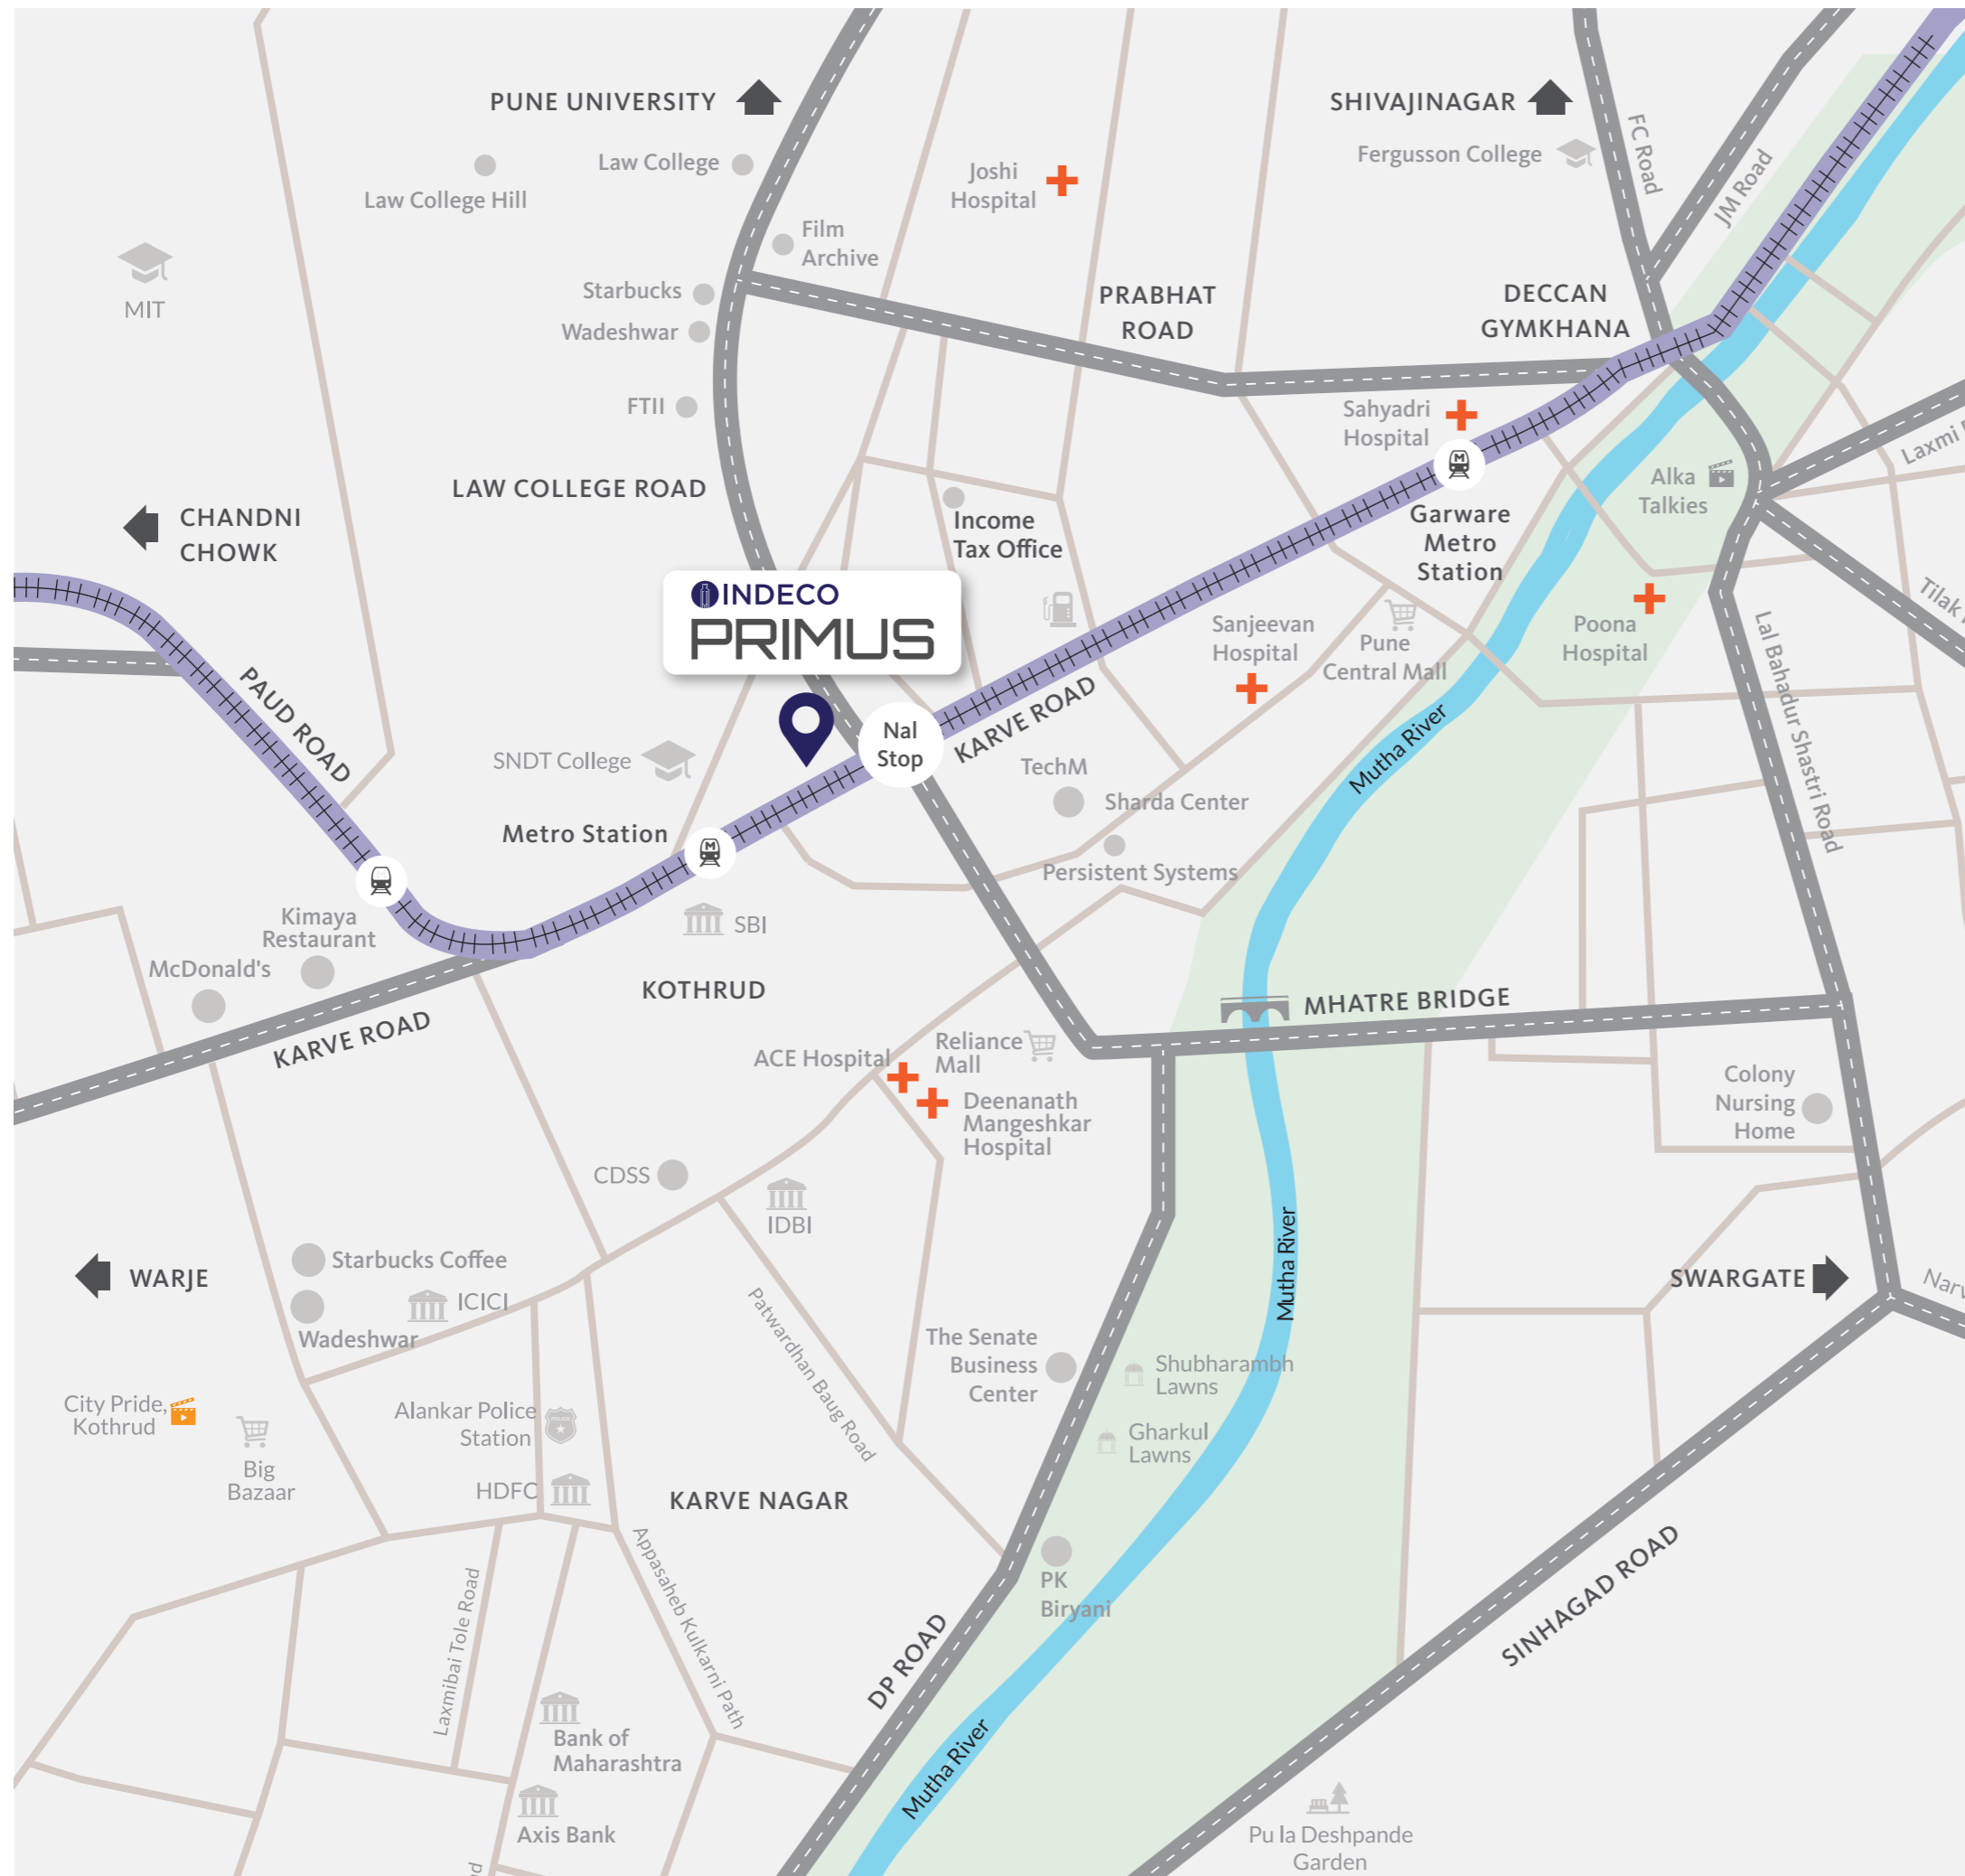 PUNE UNIVERSITY
SHIVAJINAGAR
Law College
Law College Hill
Joshi
Hospital
Fergusson College
FC Road
JM Road
Film
Archive
MIT
Starbucks
Wadeshwar
PRABHAT
ROAD
DECCAN
GYMKHANA
FTII
Sahyadri
Hospital
LAW COLLEGE ROAD
Alka
Talkies
Laxmi
CHANDNI
CHOWK
Income
Tax Office
Garware
Metro
Station
INDECO
PRIMUS
Sanjeevan
Hospital
Pune
Central Mall
Poona
Hospital
Tilak
Lal Bahadur Shastri Road
PAUD ROAD
KARVE ROAD
Mutha River
Nal
Stop
SNDT College
TechM
Sharda Center
Metro Station
M
M
Persistent Systems
SBI
Kimaya
Restaurant
McDonald's
KOTHRUD
MHATRE BRIDGE
KARVE ROAD
ACE Hospital
Reliance
Mall
Deenanath
Mangeshkar
Hospital
Colony
Nursing
Home
CDSS
IDBI
Mutha River
WARJE
Starbucks Coffee
ICICI
Wadeshwar
SWARGATE
Patwardhan Baug Road
The Senate
Business
Center
Shubharambh
Lawns
Gharkul
Lawns
City Pride,
Kothrud
Alankar Police
Station
Big
Bazaar
HDFC
KARVE NAGAR
Appasaheb Kulkarni Path
Laxmibai Tole Road
PK
Biryani
SINHAGAD ROAD
DP ROAD
Bank of
Maharashtra
Mutha River
Axis Bank
Pu la Deshpande
Garden